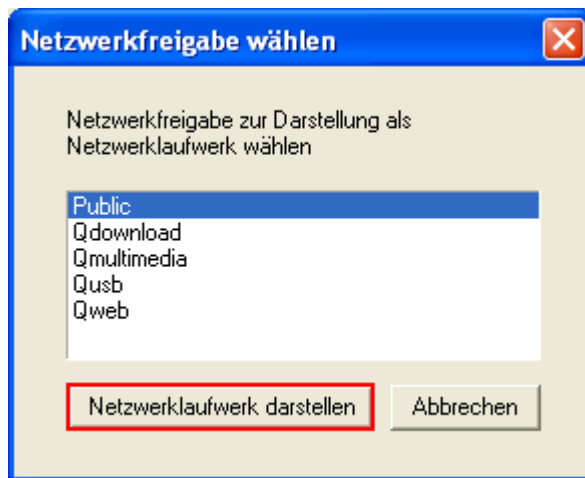 Netzwerkfreigabe wählen
Netzwerkfreigabe zur Darstellung als
Netzwerklaufwerk wählen
Public
Qdownload
Qmultimedia
Qusb
Qweb
Netzwerklaufwerk darstellen
Abbrechen